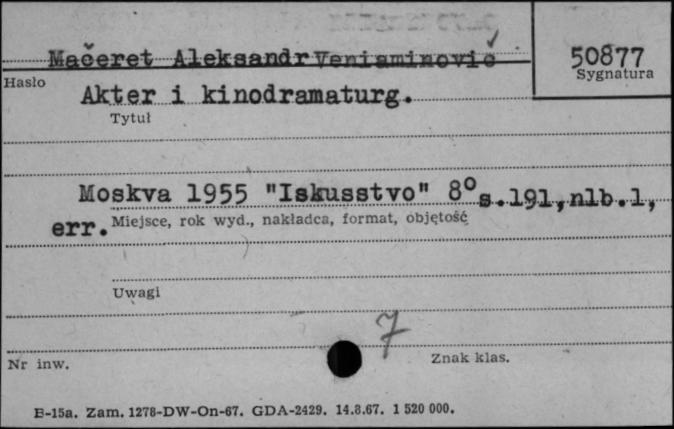 Mačeret Aleksandr Veniaminovič
50877
Sygnatura
Hasło
Akter i kinodramaturg.
Tytuł
Moskva 1955 "Iskusstvo" 8° s.191,nlb.1,
err.
Miejsce, rok wyd., nakładca, format, objętość
Uwagi
7
Nr inw.
Znak klas.
E-15a. Zam. 1278-DW-On-67. GDA-2429. 14.8.67. 1 520 000.